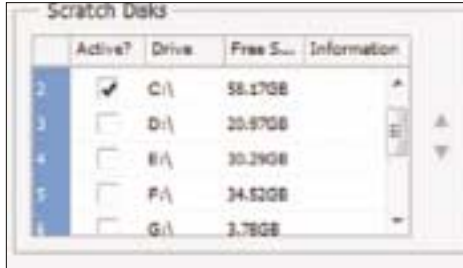 Scratch Disks
Active? Drive Free S... Information
2 C:\ 58.17GB
3 D:\ 20.97GB
4 E:\ 30.29GB
5 F:\ 34.52GB
G:\ 3.78GB